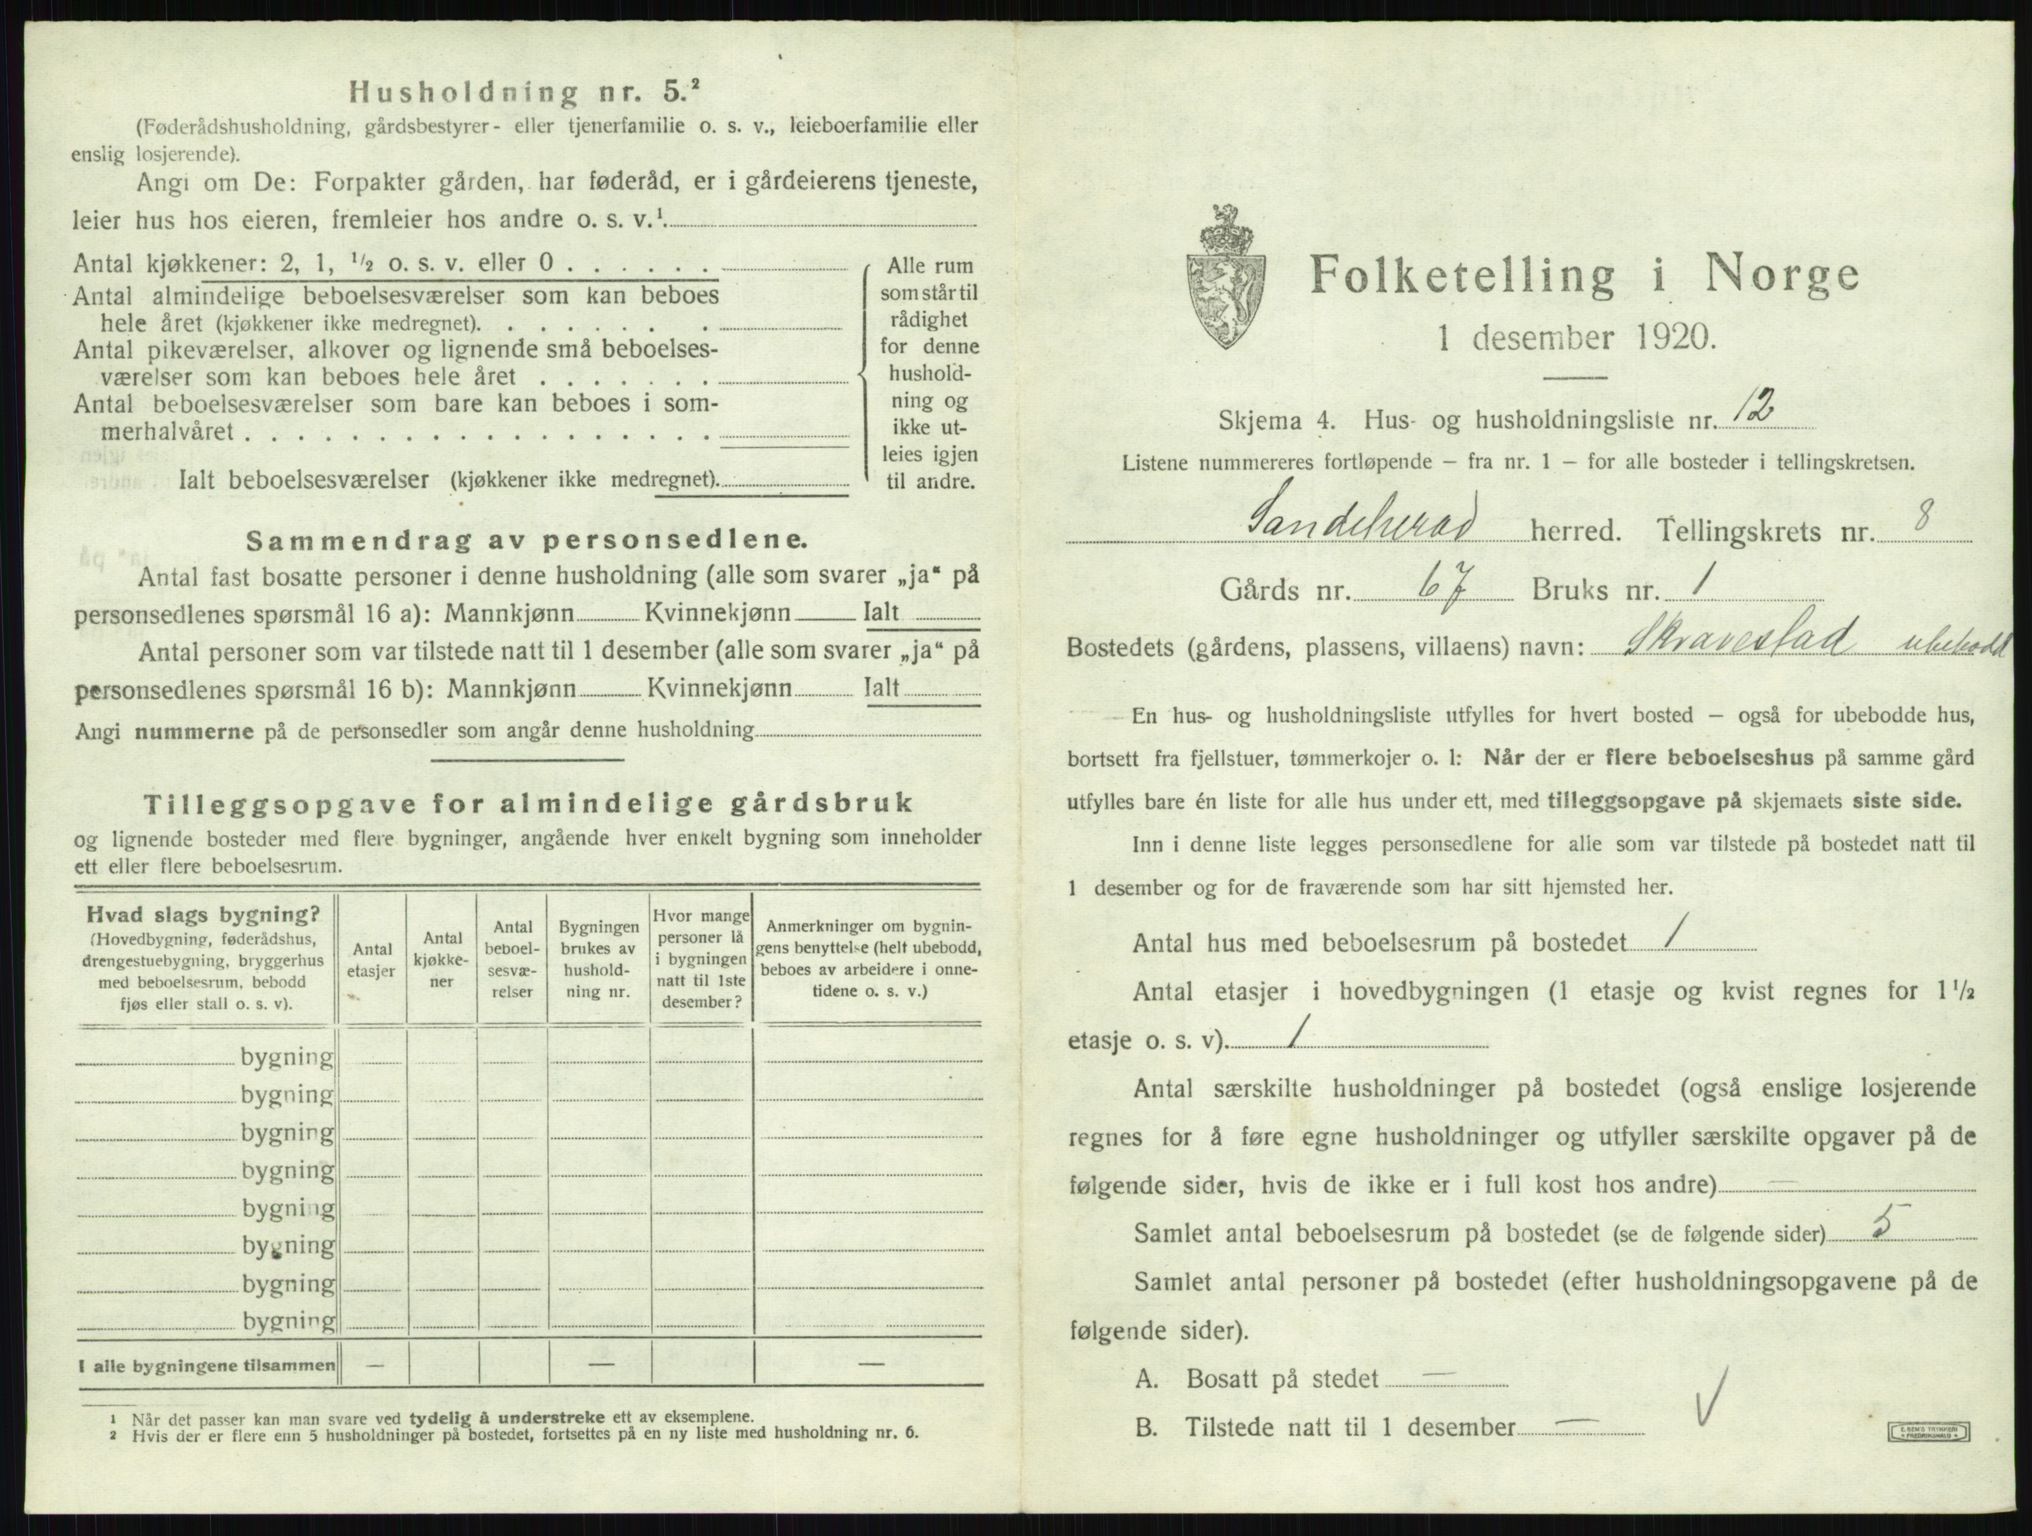 Husholdning nr. 5.²
(Føderådshusholdning, gårdsbestyrer- eller tjenerfamilie o. s. v., leieboerfamilie eller
enslig losjerende).
Angi om De: Forpakter gården, har føderåd, er i gårdeierens tjeneste,
leier hus hos eieren, fremleier hos andre o. s. v.¹
Antal kjøkkener: 2, 1, ½ o. s. v. eller 0 . . . . . .
Antal almindelige beboelsesværelser som kan beboes
hele året (kjøkkener ikke medregnet). . . . . . . .
Antal pikeværelser, alkover og lignende små beboelses-
værelser som kan beboes hele året . . . . . . .
Antal beboelsesværelser som bare kan beboes i som-
merhalvåret . . . . . . . . . . . . . . . . . .
Ialt beboelsesværelser (kjøkkener ikke medregnet).
Alle rum
som står til
rådighet
for denne
hushold-
ning og
ikke ut-
leies igjen
til andre.
Sammendrag av personsedlene.
Antal fast bosatte personer i denne husholdning (alle som svarer „ja“ på
personsedlenes spørsmål 16 a): Mannkjønn Kvinnekjønn Ialt
Antal personer som var tilstede natt til 1 desember (alle som svarer „ja“ på
personsedlenes spørsmål 16 b): Mannkjønn Kvinnekjønn Ialt
Angi nummerne på de personsedler som angår denne husholdning
Tilleggsopgave for almindelige gårdsbruk
og lignende bosteder med flere bygninger, angående hver enkelt bygning som inneholder
ett eller flere beboelsesrum.
Hvad slags bygning?
(Hovedbygning, føderådshus,
drengestuebygning, bryggerhus
med beboelsesrum, bebodd
fjøs eller stall o. s. v).
Antal
etasjer
Antal
kjøkke-
ner
Antal
beboel-
sesvæ-
relser
Bygningen
brukes av
hushold-
ning nr.
Hvor mange
personer lå
i bygningen
natt til 1ste
desember?
Anmerkninger om bygnin-
gens benyttelse (helt ubebodd,
beboes av arbeidere i onne-
tidene o. s. v.)
bygning
bygning
bygning
bygning
bygning
bygning
bygning
bygning
I alle bygningene tilsammen — — —
¹ Når det passer kan man svare ved tydelig å understreke ett av eksemplene.
² Hvis der er flere enn 5 husholdninger på bostedet, fortsettes på en ny liste med husholdning nr. 6.
Folketelling i Norge
1 desember 1920.
Skjema 4. Hus- og husholdningsliste nr. 12
Listene nummereres fortløpende – fra nr. 1 – for alle bosteder i tellingskretsen.
Sandeherad herred. Tellingskrets nr. 8
Gårds nr. 67 Bruks nr. 1
Bostedets (gårdens, plassens, villaens) navn: Skravestad ubebodd
En hus- og husholdningsliste utfylles for hvert bosted – også for ubebodde hus,
bortsett fra fjellstuer, tømmerkojer o. l: Når der er flere beboelseshus på samme gård
utfylles bare én liste for alle hus under ett, med tilleggsopgave på skjemaets siste side.
Inn i denne liste legges personsedlene for alle som var tilstede på bostedet natt til
1 desember og for de fraværende som har sitt hjemsted her.
Antal hus med beboelsesrum på bostedet 1
Antal etasjer i hovedbygningen (1 etasje og kvist regnes for 1½
etasje o. s. v). 1
Antal særskilte husholdninger på bostedet (også enslige losjerende
regnes for å føre egne husholdninger og utfyller særskilte opgaver på de
følgende sider, hvis de ikke er i full kost hos andre) —
Samlet antal beboelsesrum på bostedet (se de følgende sider) 5
Samlet antal personer på bostedet (efter husholdningsopgavene på de
følgende sider).
A. Bosatt på stedet —
B. Tilstede natt til 1 desember —